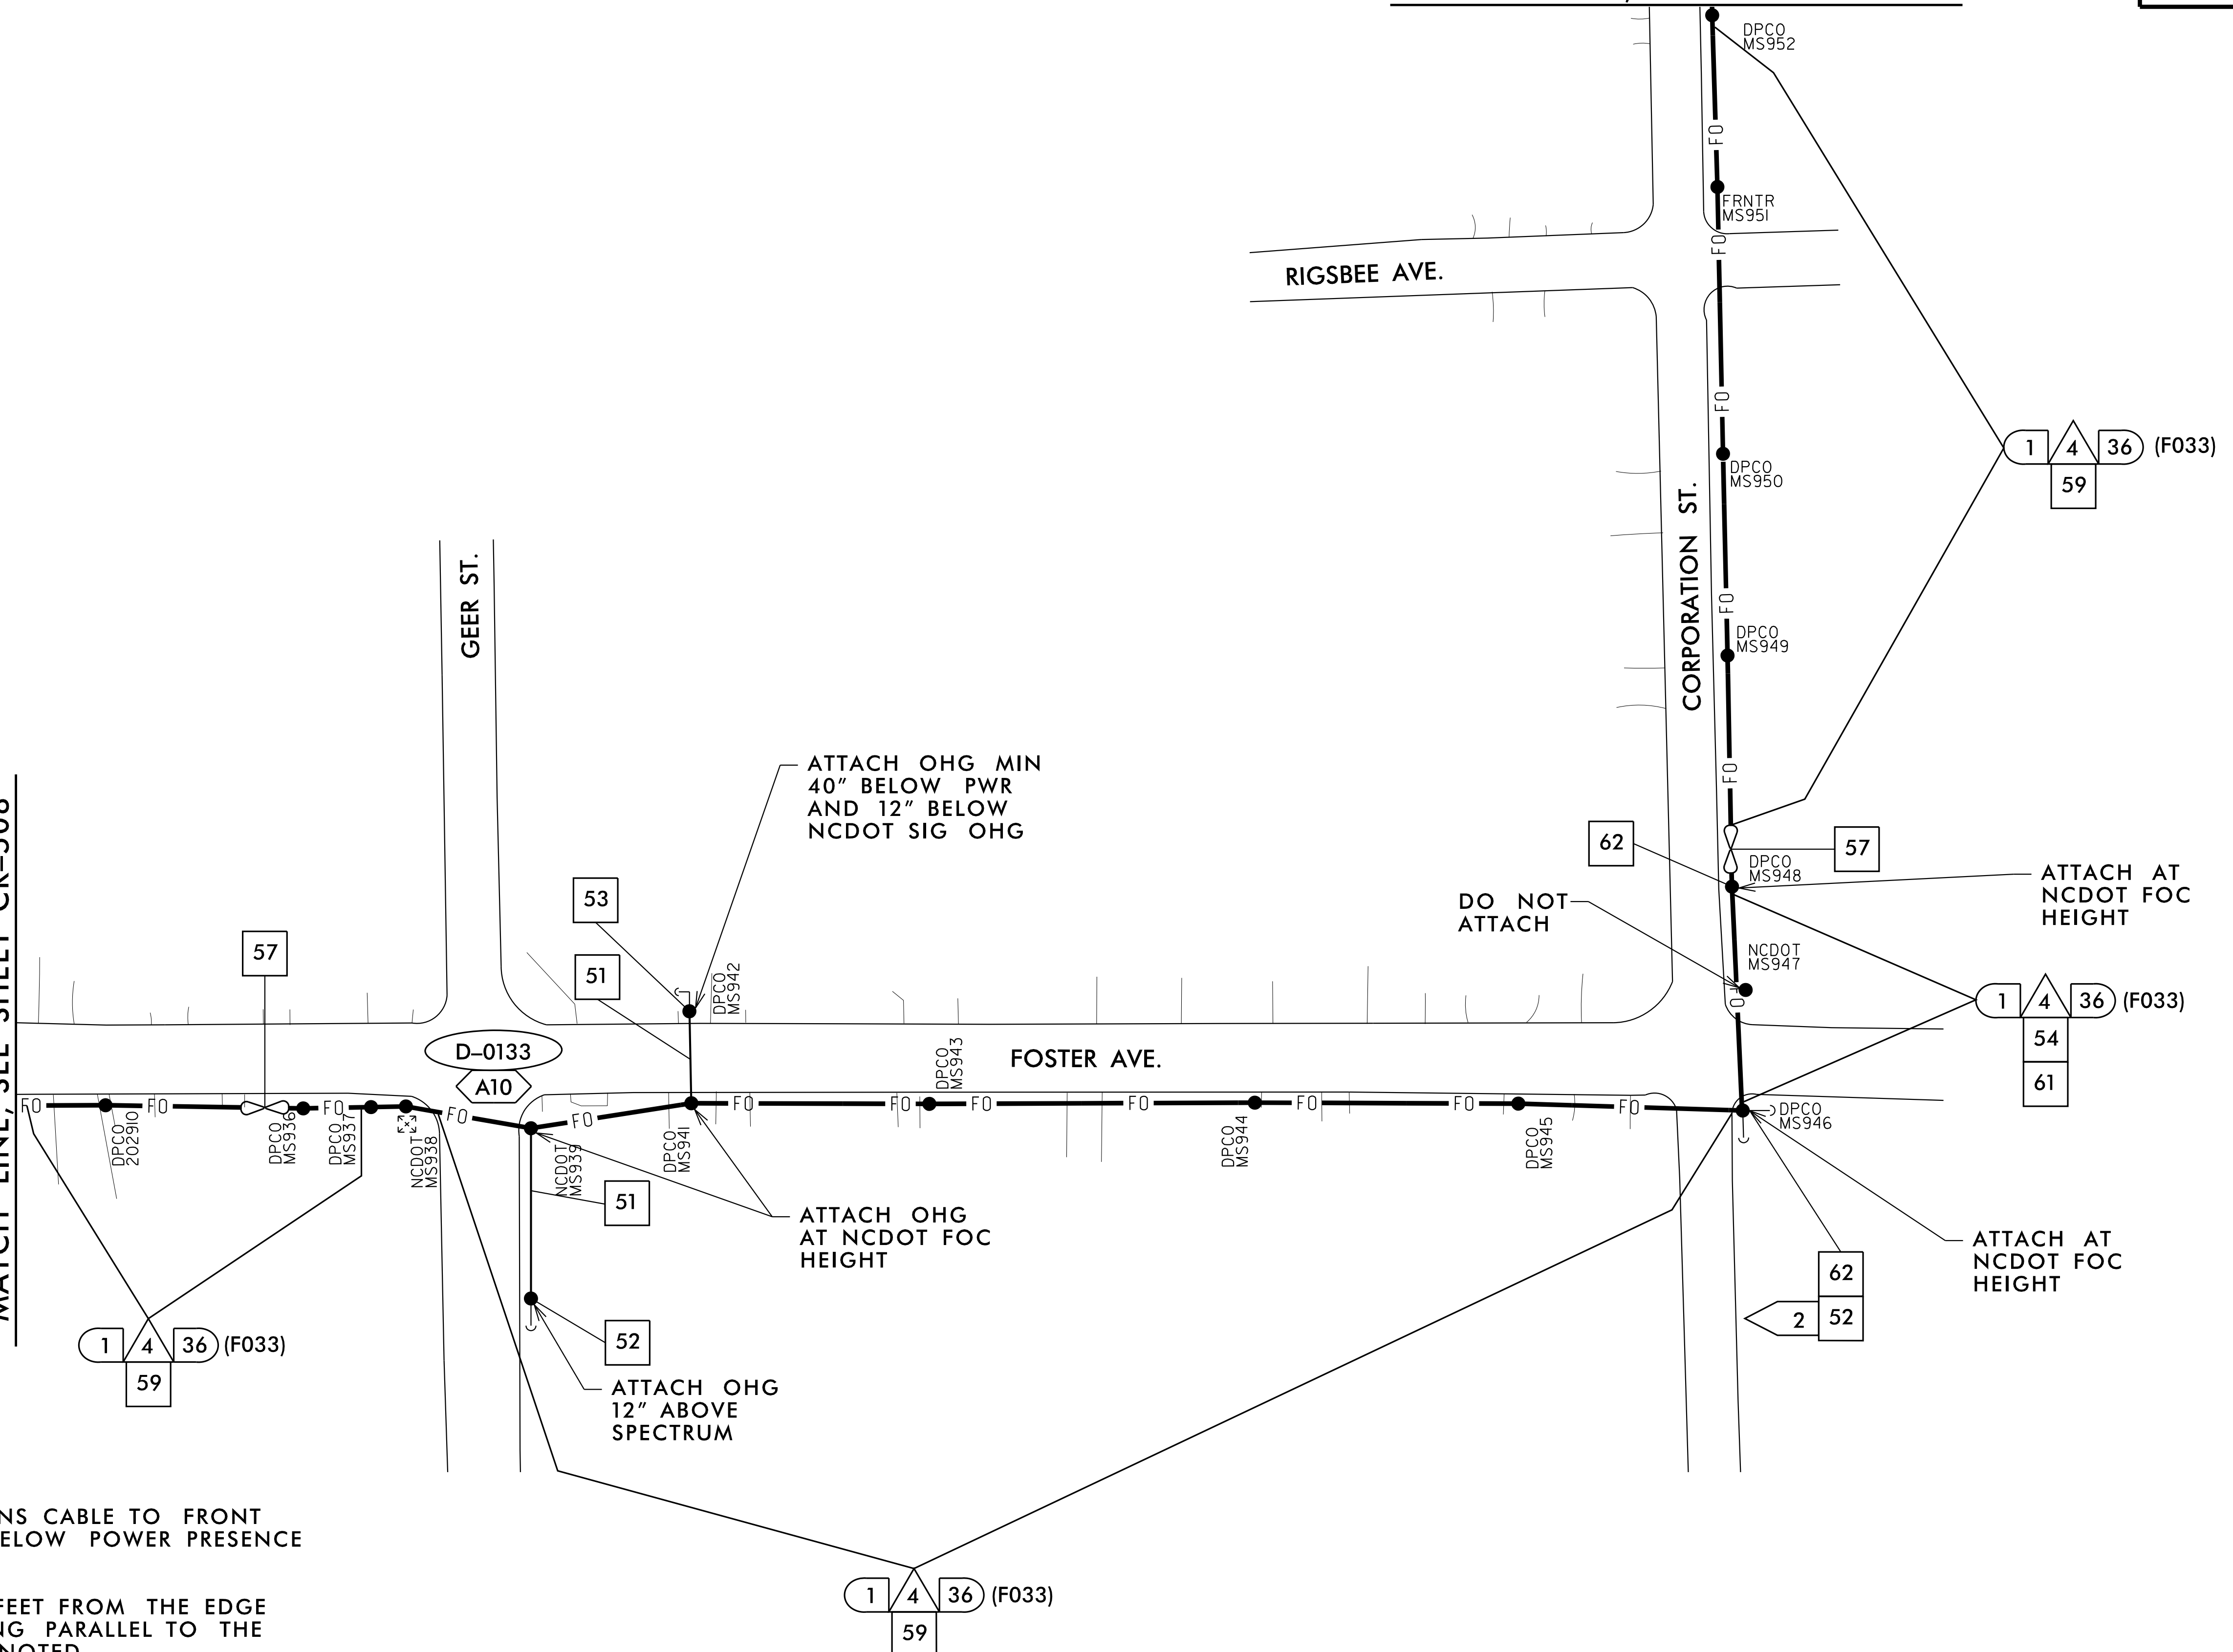 DPCO
MS952
FO
FRNTR
MS951
FO
RIGSBEE AVE.
FO
1 4 36 (F033)
59
DPCO
MS950
CORPORATION ST.
FO
DPCO
MS949
GEER ST.
FO
ATTACH OHG MIN
40" BELOW PWR
AND 12" BELOW
NCDOT SIG OHG
62
57
DPCO
MS948
ATTACH AT
NCDOT FOC
HEIGHT
DO NOT
ATTACH
53
51
57
DPCO
MS942
NCDOT
MS947
FO
1 4 36 (F033)
54
61
D-0133
A10
FOSTER AVE.
DPCO
MS943
FO
FO
FO
FO
FO
FO
FO
FO
FO
FO
FO
FO
DPCO
202910
DPCO
MS936
DPCO
MS937
NCDOT
MS938
NCDOT
MS939
DPCO
MS941
DPCO
MS944
DPCO
MS945
DPCO
MS946
51
ATTACH OHG
AT NCDOT FOC
HEIGHT
ATTACH AT
NCDOT FOC
HEIGHT
62
2 52
52
ATTACH OHG
12" ABOVE
SPECTRUM
1 4 36 (F033)
59
NS CABLE TO FRONT
ELOW POWER PRESENCE
FEET FROM THE EDGE
NG PARALLEL TO THE
NOTED
1 4 36 (F033)
59